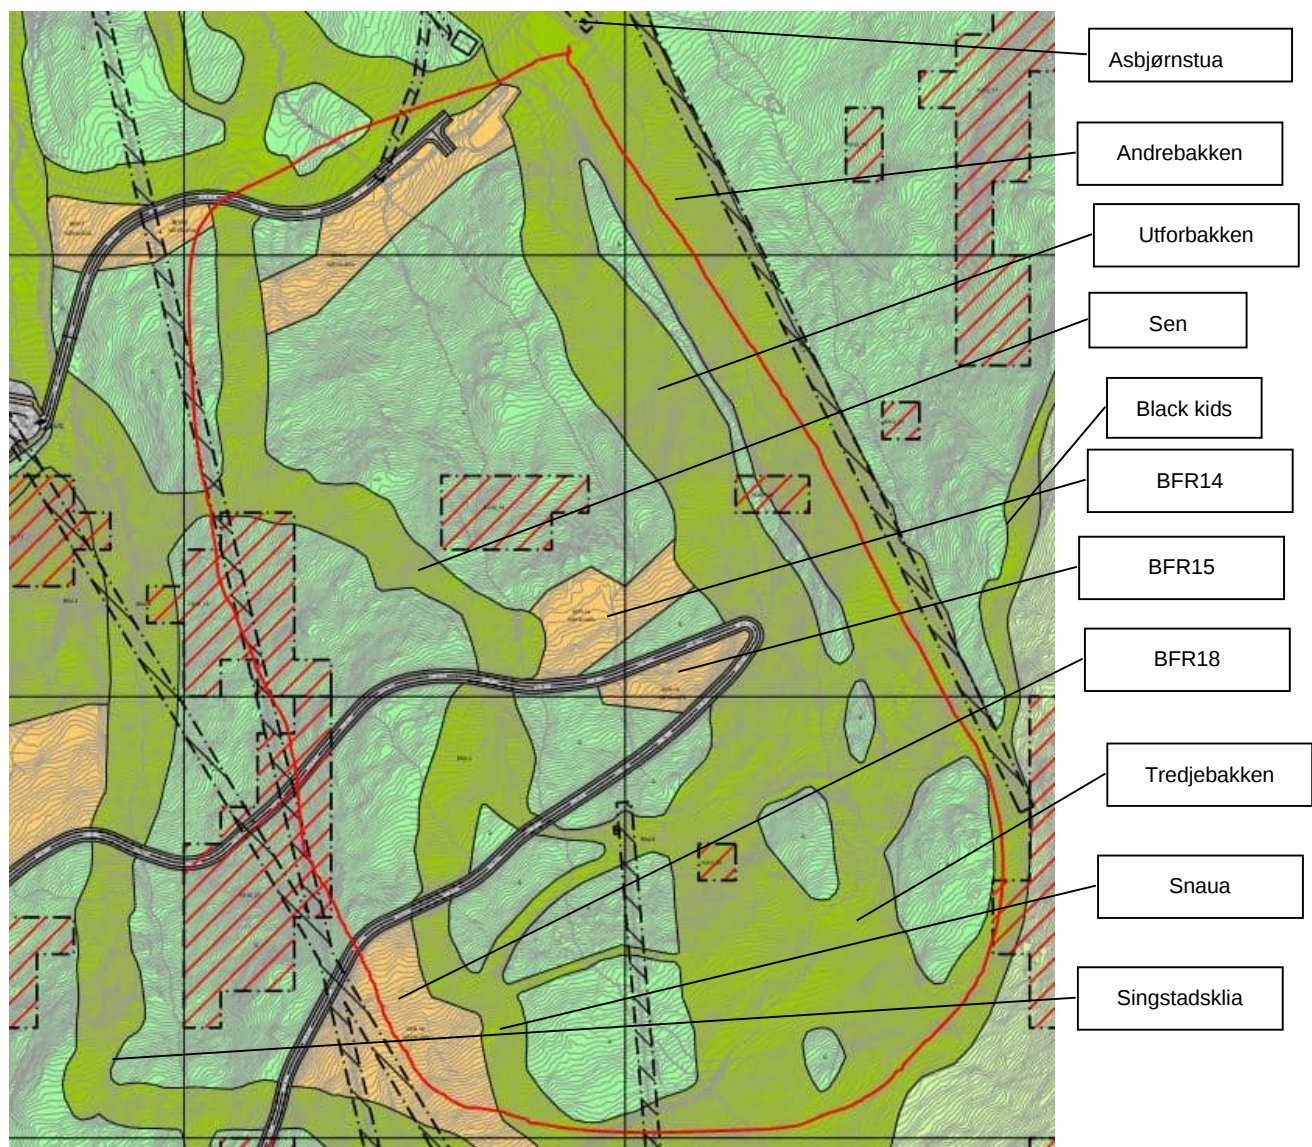 Asbjørnstua
Andrebakken
Utforbakken
Sen
Black kids
BFR14
BFR15
BFR18
Tredjebakken
Snaua
Singstadsklia